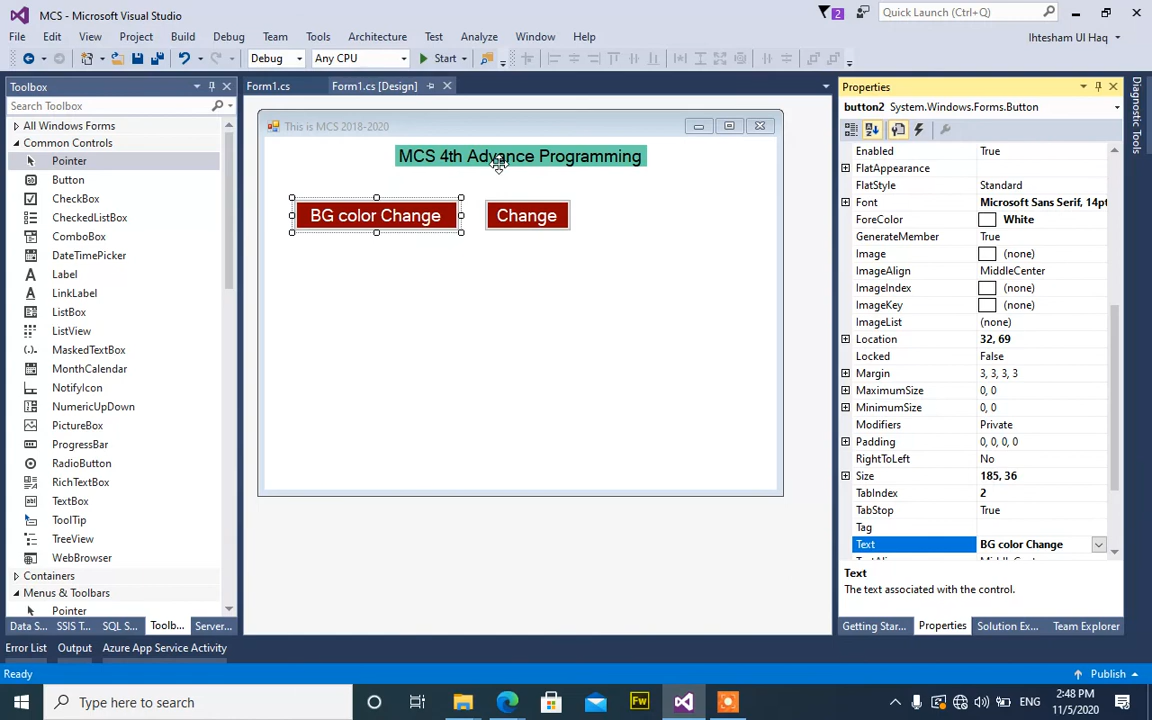 MCS - Microsoft Visual Studio
2
Quick Launch (Ctrl+Q)
File Edit View Project Build Debug Team Tools Architecture Test Analyze Window Help
Ihtesham Ul Haq
Debug Any CPU Start
Toolbox
Search Toolbox
All Windows Forms
Common Controls
Pointer
Button
CheckBox
CheckedListBox
ComboBox
DateTimePicker
Label
LinkLabel
ListBox
ListView
MaskedTextBox
MonthCalendar
NotifyIcon
NumericUpDown
PictureBox
ProgressBar
RadioButton
RichTextBox
TextBox
ToolTip
TreeView
WebBrowser
Containers
Menus & Toolbars
Pointer
Data S... SSIS T... SQL S... Toolb... Server...
Form1.cs Form1.cs [Design]
This is MCS 2018-2020
MCS 4th Advance Programming
BG color Change Change
Properties
button2 System.Windows.Forms.Button
Enabled True
FlatAppearance
FlatStyle Standard
Font Microsoft Sans Serif, 14pt
ForeColor White
GenerateMember True
Image (none)
ImageAlign MiddleCenter
ImageIndex (none)
ImageKey (none)
ImageList (none)
Location 32, 69
Locked False
Margin 3, 3, 3, 3
MaximumSize 0, 0
MinimumSize 0, 0
Modifiers Private
Padding 0, 0, 0, 0
RightToLeft No
Size 185, 36
TabIndex 2
TabStop True
Tag
Text BG color Change
Text
The text associated with the control.
Getting Star... Properties Solution Ex... Team Explorer
Diagnostic Tools
Error List Output Azure App Service Activity
Ready Publish
Type here to search
Fw
ENG
2:48 PM
11/5/2020